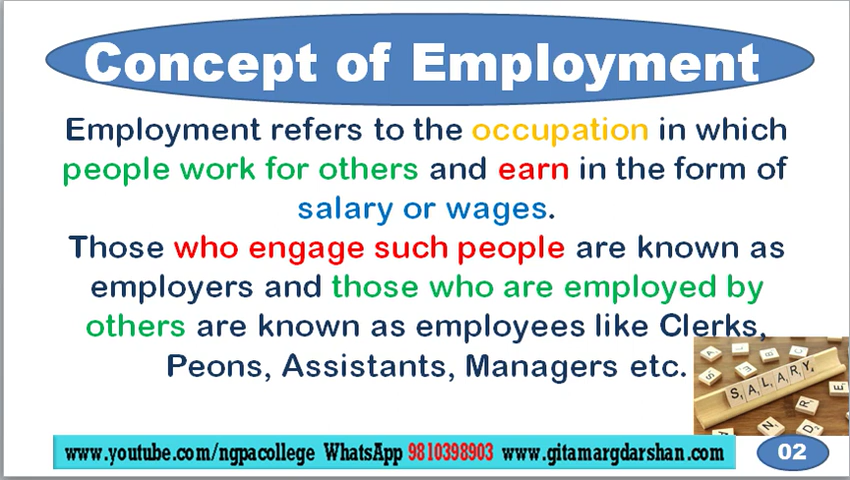 Concept of Employment
Employment refers to the occupation in which
people work for others and earn in the form of
salary or wages.
Those who engage such people are known as
employers and those who are employed by
others are known as employees like Clerks,
Peons, Assistants, Managers etc.
SALARY
www.youtube.com/ngpacollege WhatsApp 9810398903 www.gitamargdarshan.com
02